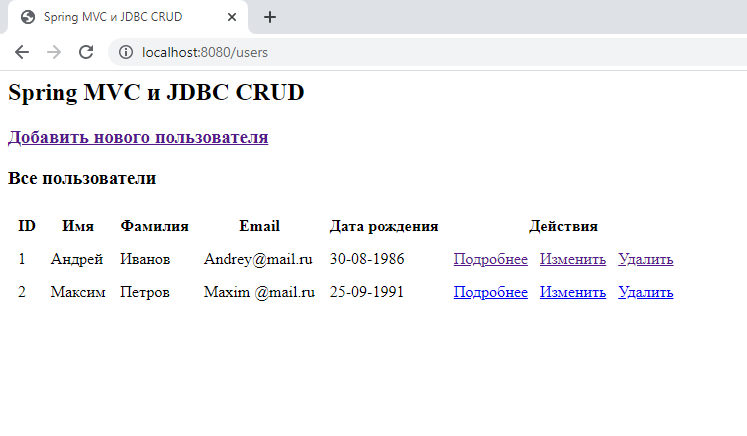 Spring MVC и JDBC CRUD
localhost:8080/users
Spring MVC и JDBC CRUD
Добавить нового пользователя
Все пользователи
ID Имя Фамилия Email Дата рождения Действия
1 Андрей Иванов Andrey@mail.ru 30-08-1986 Подробнее Изменить Удалить
2 Максим Петров Maxim @mail.ru 25-09-1991 Подробнее Изменить Удалить